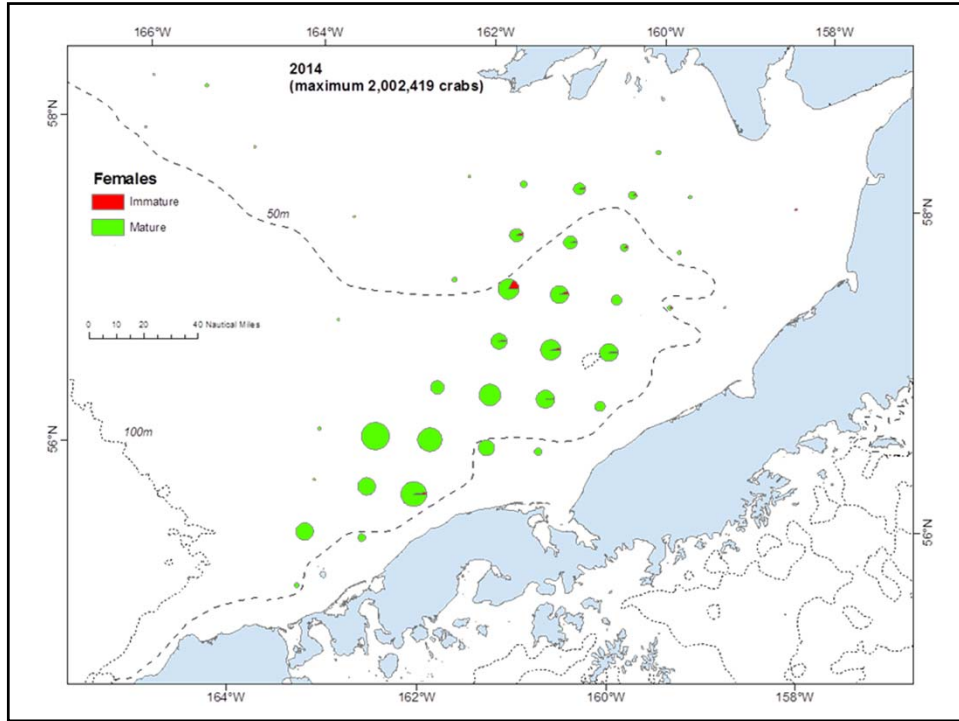 166°W 164°W 162°W 160°W 158°W
2014
(maximum 2,002,419 crabs)
58°N
Females
Immature
Mature
50m
58°N
0 10 20 40 Nautical Miles
100m
56°N
56°N
164°W 162°W 160°W 158°W